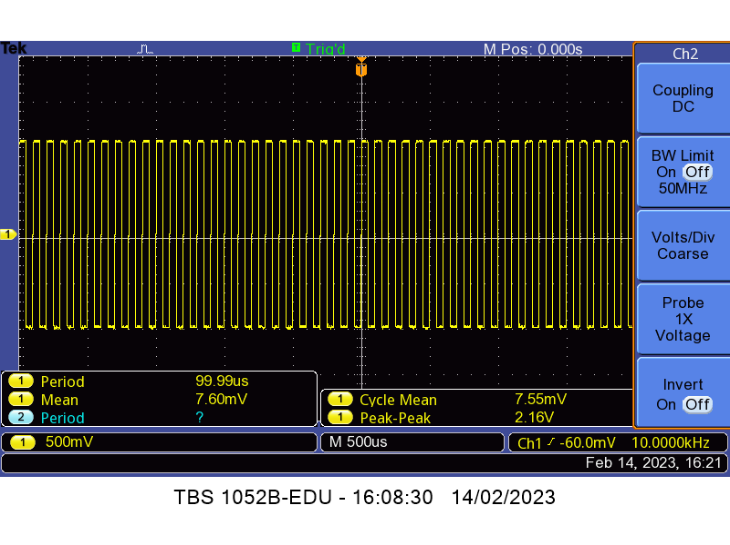 Tek T Trig'd M Pos: 0.000s
Ch2
T
Coupling
DC
BW Limit
On Off
50MHz
1
Volts/Div
Coarse
Probe
1X
Voltage
Invert
On Off
1 Period 99.99us
1 Mean 7.60mV
2 Period ?
1 Cycle Mean 7.55mV
1 Peak-Peak 2.16V
1 500mV M 500us Ch1 -60.0mV 10.0000kHz
Feb 14, 2023, 16:21
TBS 1052B-EDU - 16:08:30 14/02/2023